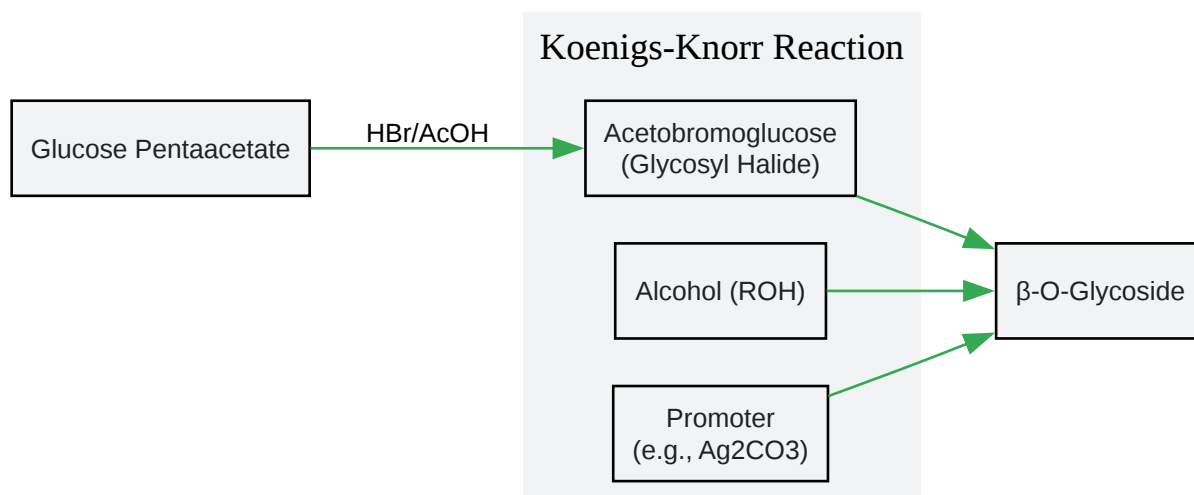 Koenigs-Knorr Reaction
Glucose Pentaacetate
HBr/AcOH
Acetobromoglucose
(Glycosyl Halide)
Alcohol (ROH)
β-O-Glycoside
Promoter
(e.g., Ag2CO3)